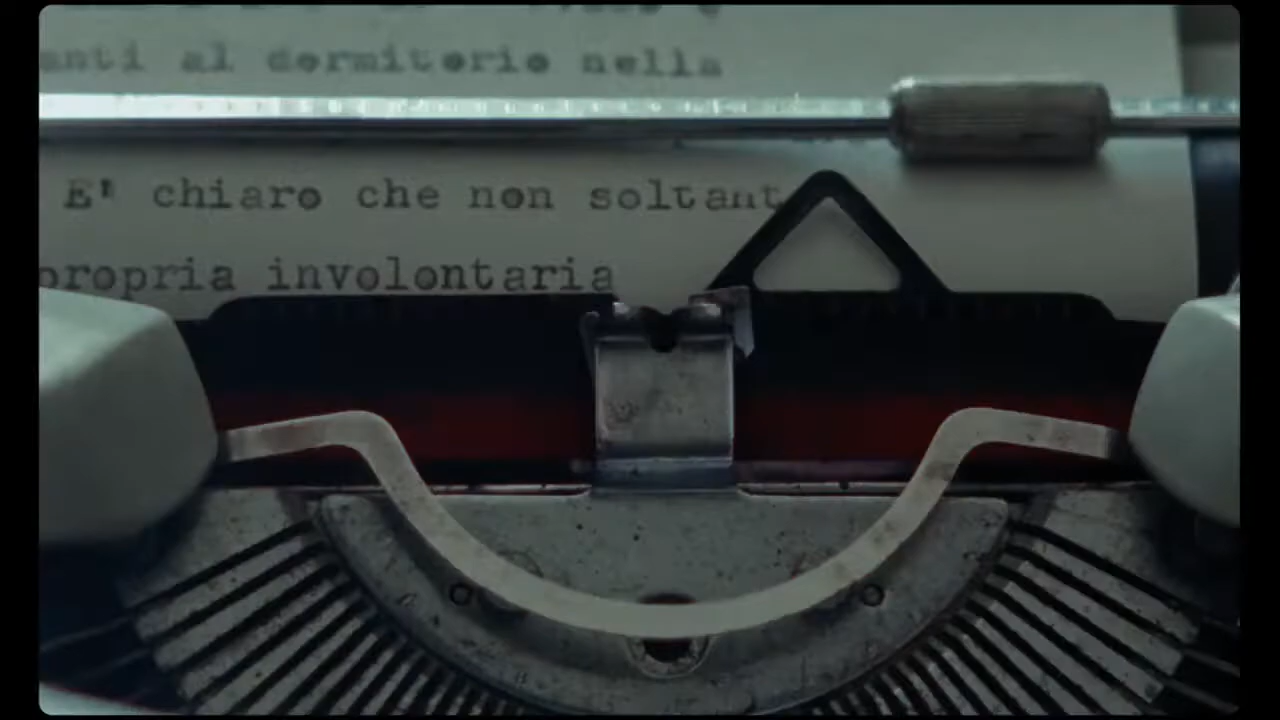 anti al dormitorio nella
E' chiaro che non soltant
propria involontaria